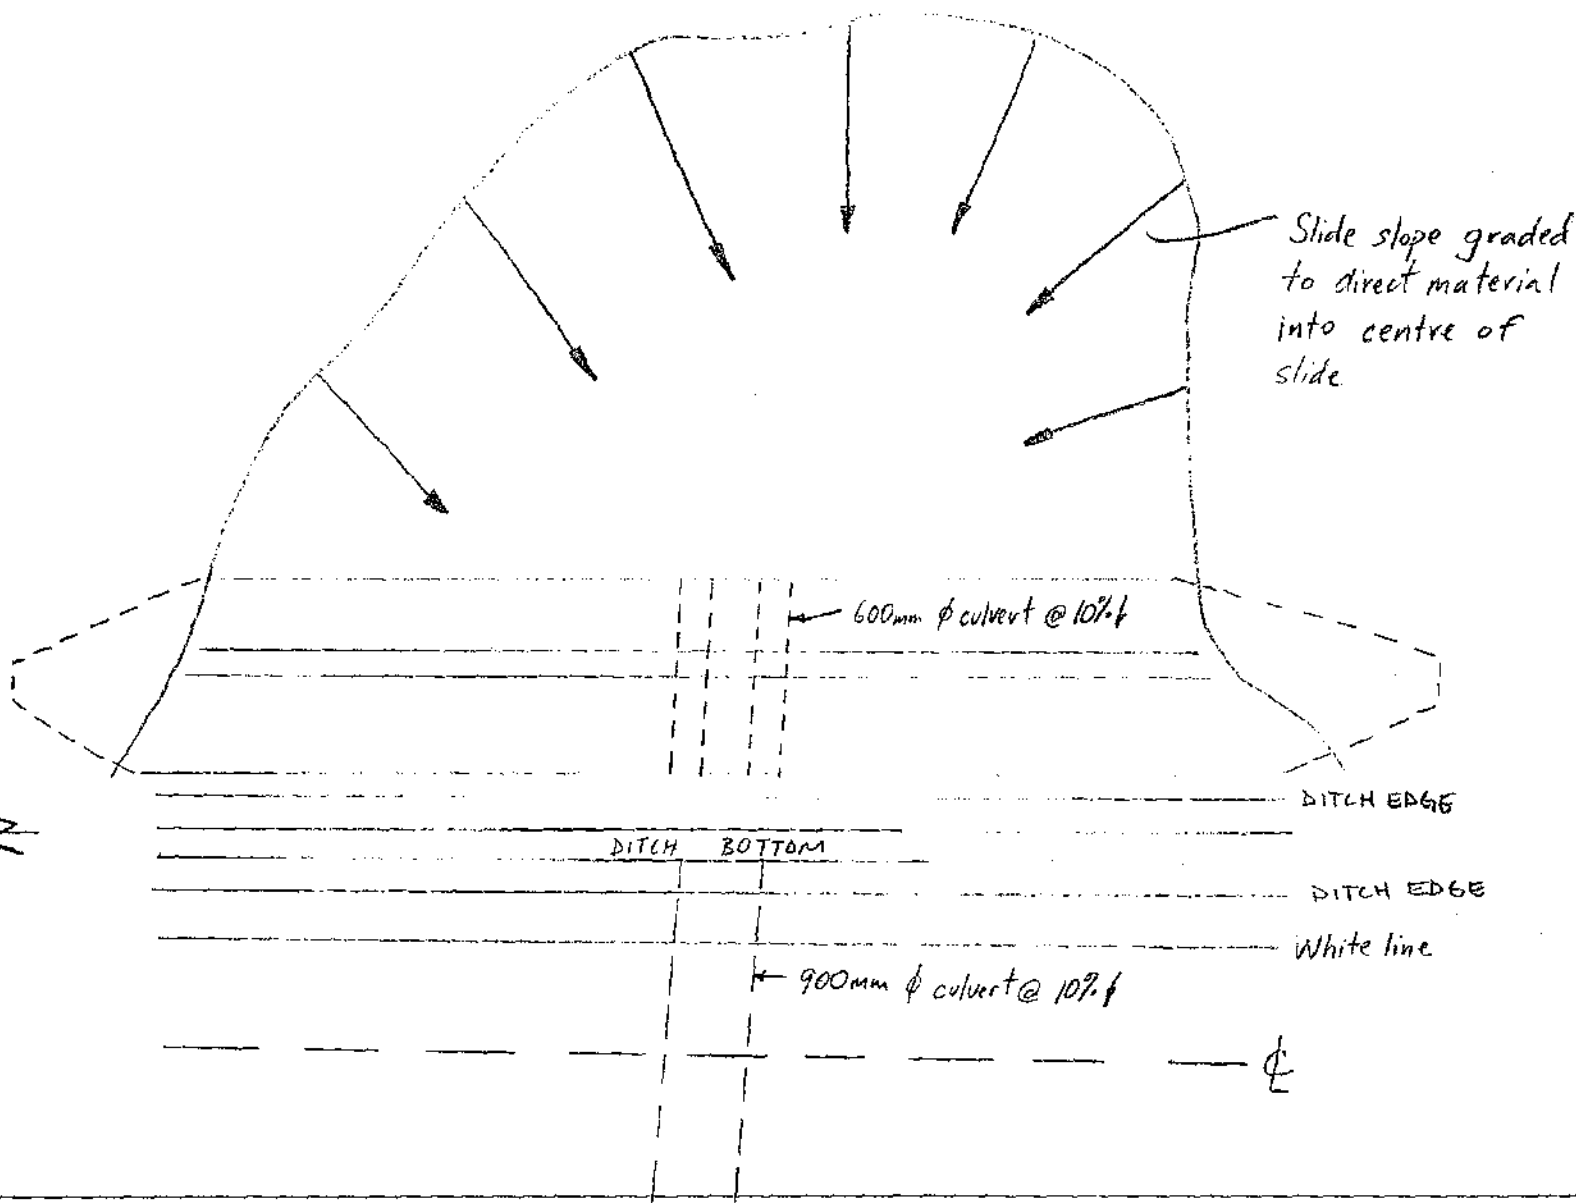 Slide slope graded
to direct material
into centre of
slide
600mm ϕ culvert @ 10%
DITCH EDGE
N
DITCH BOTTOM
DITCH EDGE
White line
900mm ϕ culvert @ 10%
℄